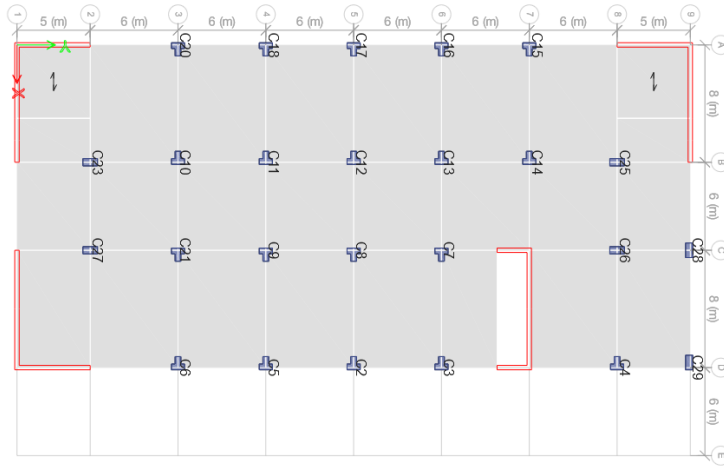 1 2 3 4 5 6 7 8 9
5 (m) 6 (m) 6 (m) 6 (m) 6 (m) 6 (m) 6 (m) 5 (m)
A
Y
C20 C18 C17 C16 C15
X
8 (m)
B
C23 C10 C11 C12 C13 C14 C25
6 (m)
C
C27 C21 C9 C8 C7 C26 C28
8 (m)
D
C6 C5 C2 C3 C4 C29
6 (m)
E